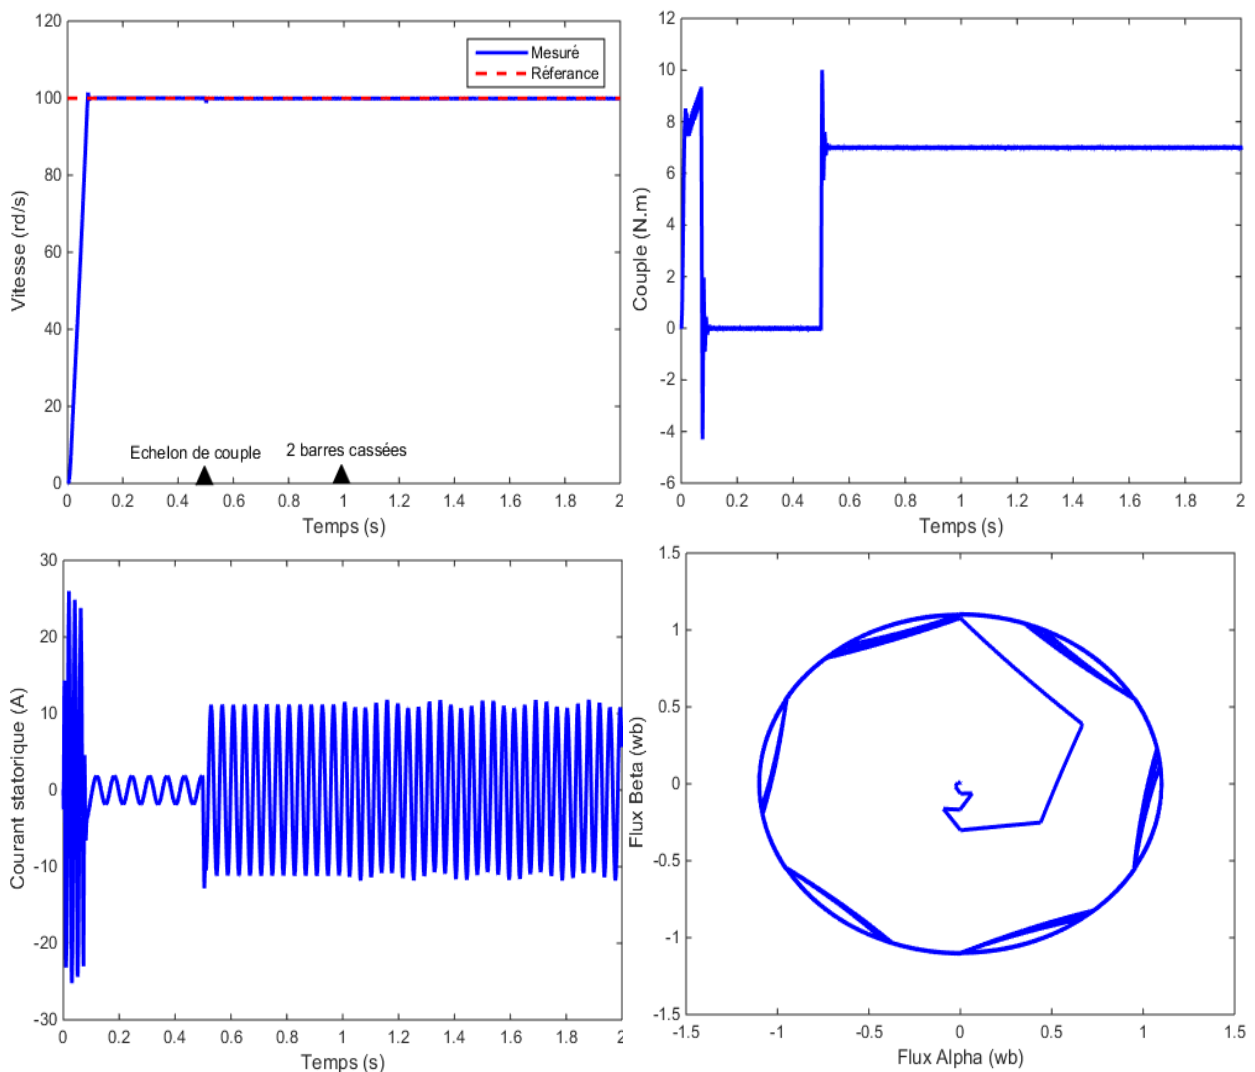 120
100
80
60
40
20
0
Vitesse (rd/s)
Mesuré
Réferance
Echelon de couple
2 barres cassées
0 0.2 0.4 0.6 0.8 1 1.2 1.4 1.6 1.8 2
Temps (s)
12
10
8
6
4
2
0
-2
-4
-6
Couple (N.m)
0 0.2 0.4 0.6 0.8 1 1.2 1.4 1.6 1.8 2
Temps (s)
30
20
10
0
-10
-20
-30
Courant statorique (A)
0 0.2 0.4 0.6 0.8 1 1.2 1.4 1.6 1.8 2
Temps (s)
1.5
1
0.5
0
-0.5
-1
-1.5
Flux Beta (wb)
-1.5 -1 -0.5 0 0.5 1 1.5
Flux Alpha (wb)